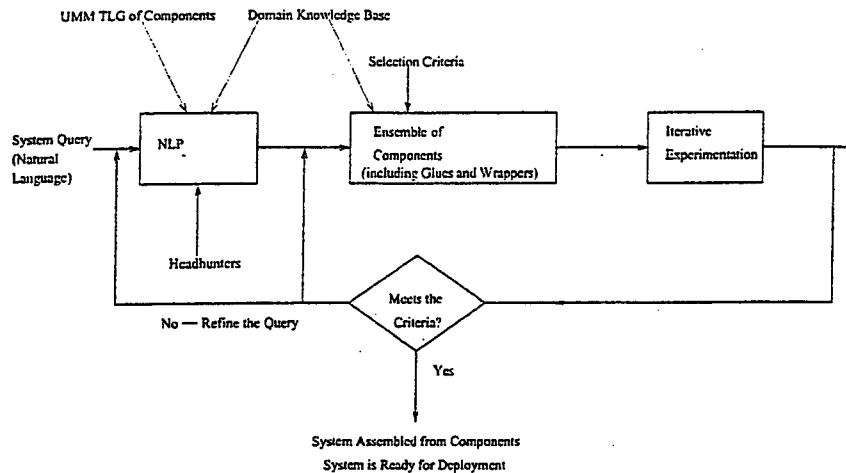 UMM TLG of Components
Domain Knowledge Base
Selection Criteria
System Query
(Natural
Language)
NLP
Ensemble of
Components
(including Glues and Wrappers)
Iterative
Experimentation
Headhunters
Meets the
Criteria?
No — Refine the Query
Yes
System Assembled from Components
System is Ready for Deployment